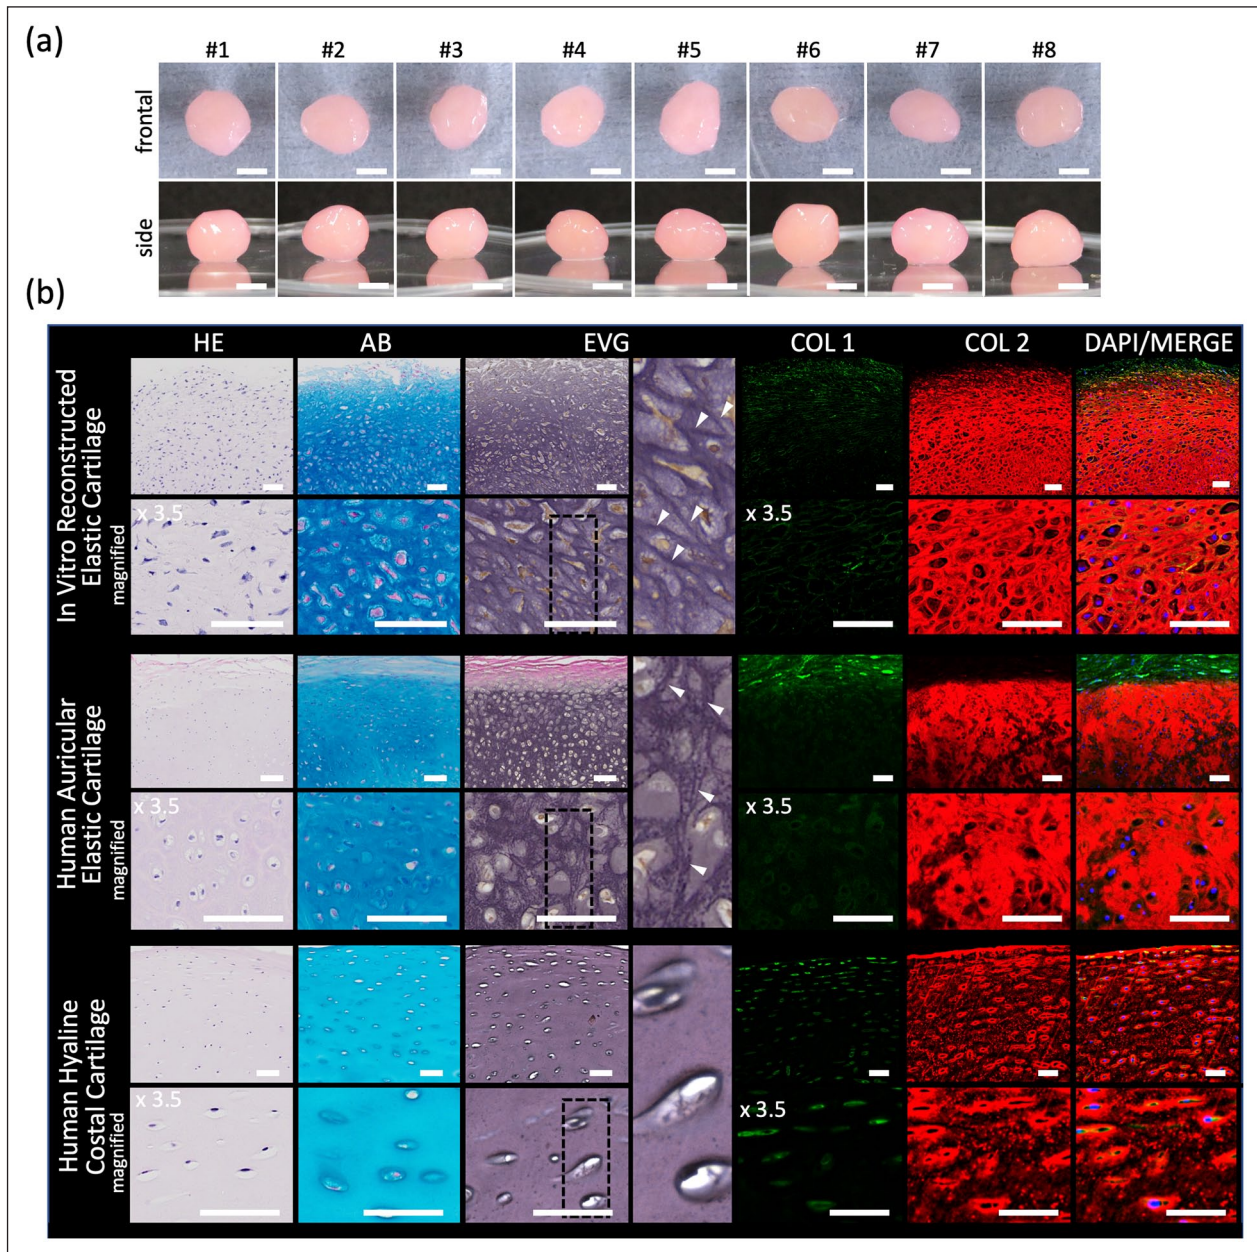 (a)
#1 #2 #3 #4 #5 #6 #7 #8
frontal
side
(b)
HE AB EVG COL 1 COL 2 DAPI/MERGE
In Vitro Reconstructed
Elastic Cartilage
magnified
x 3.5 x 3.5
Human Auricular
Elastic Cartilage
magnified
x 3.5 x 3.5
Human Hyaline
Costal Cartilage
magnified
x 3.5 x 3.5